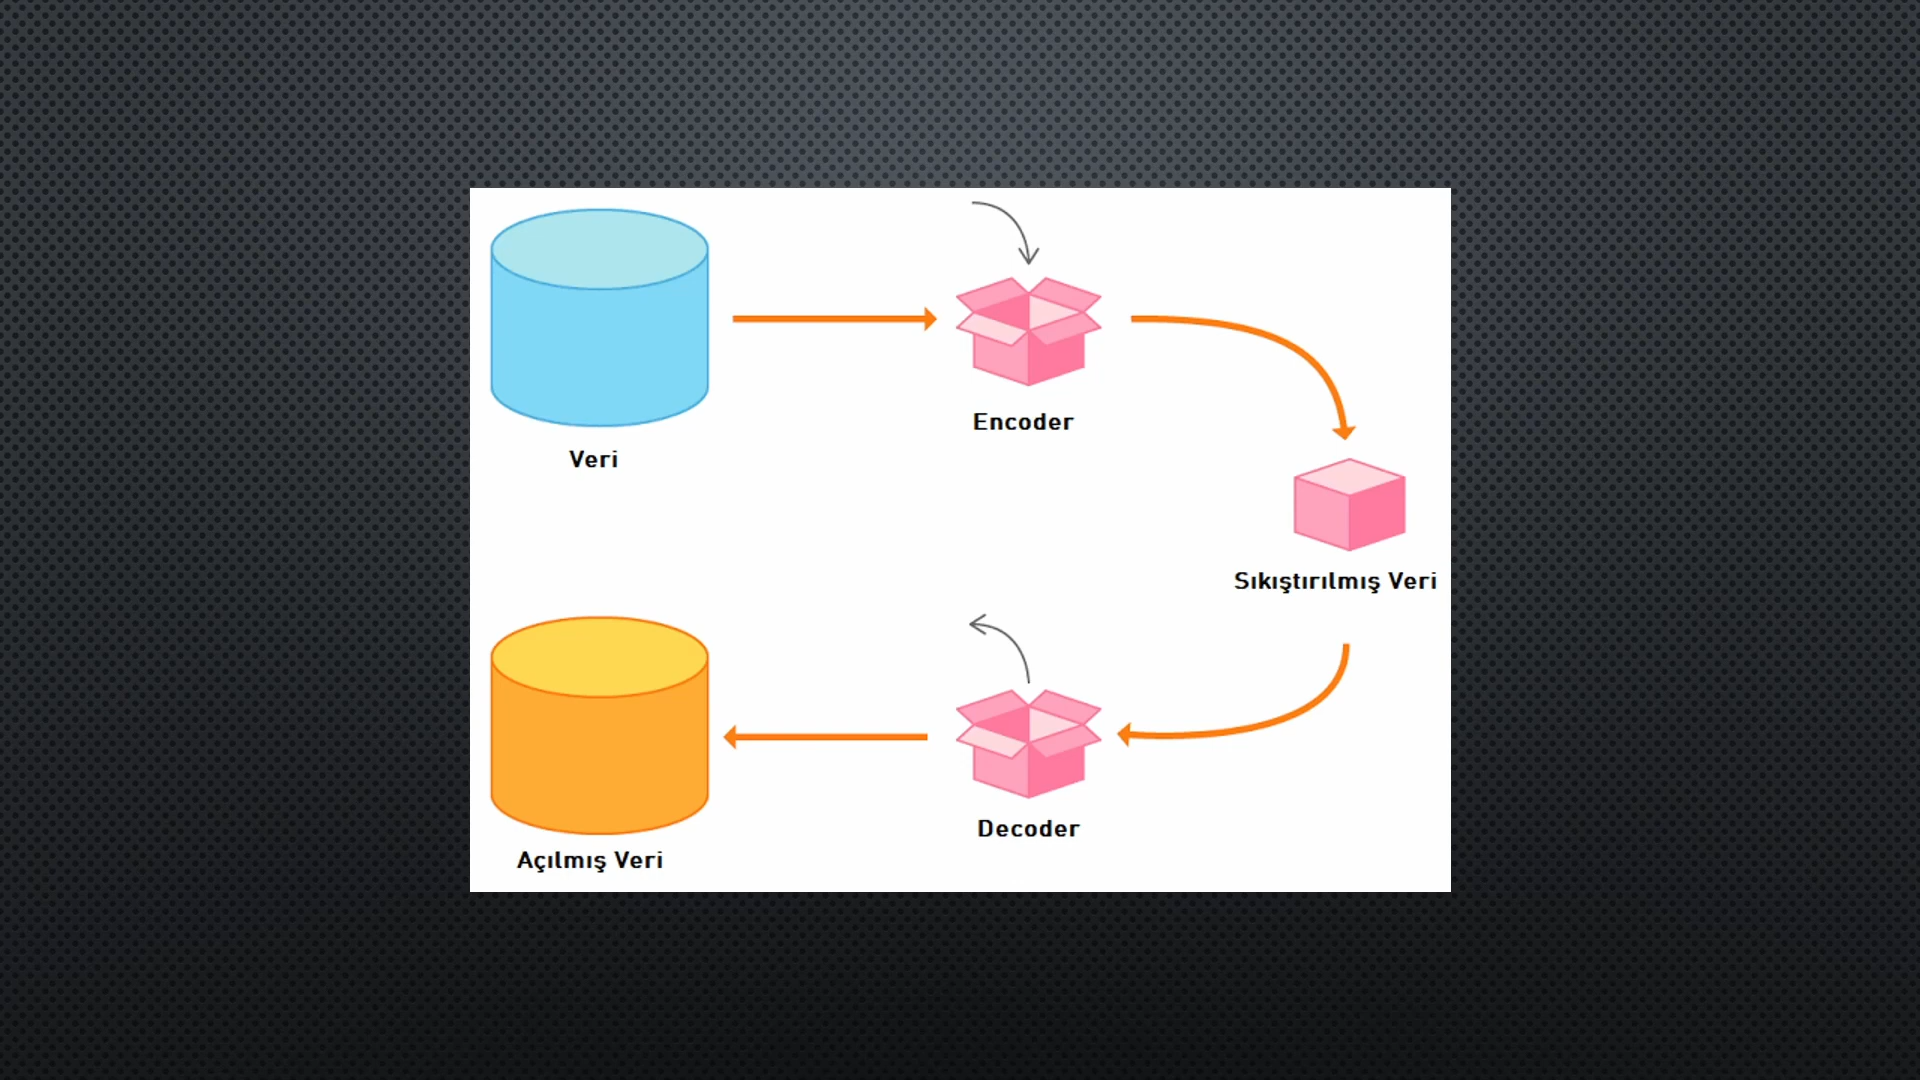 Veri
Encoder
Sıkıştırılmış Veri
Decoder
Açılmış Veri